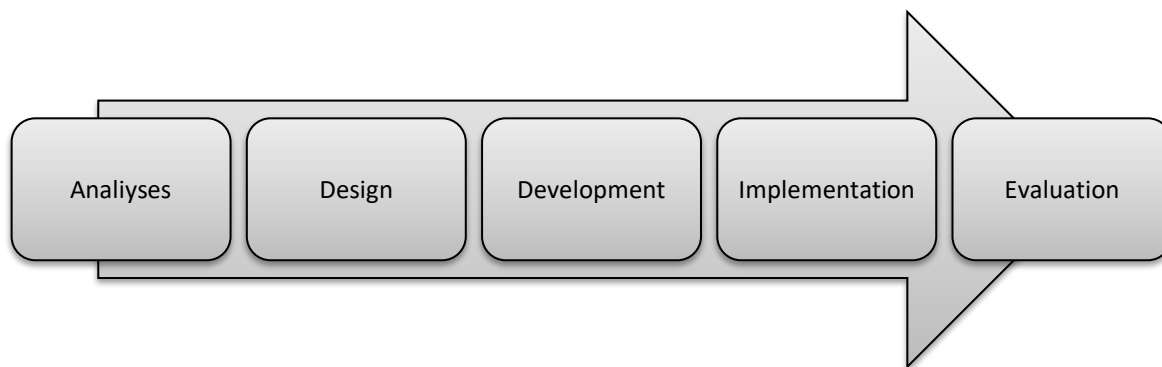 Analiyses
Design
Development
Implementation
Evaluation